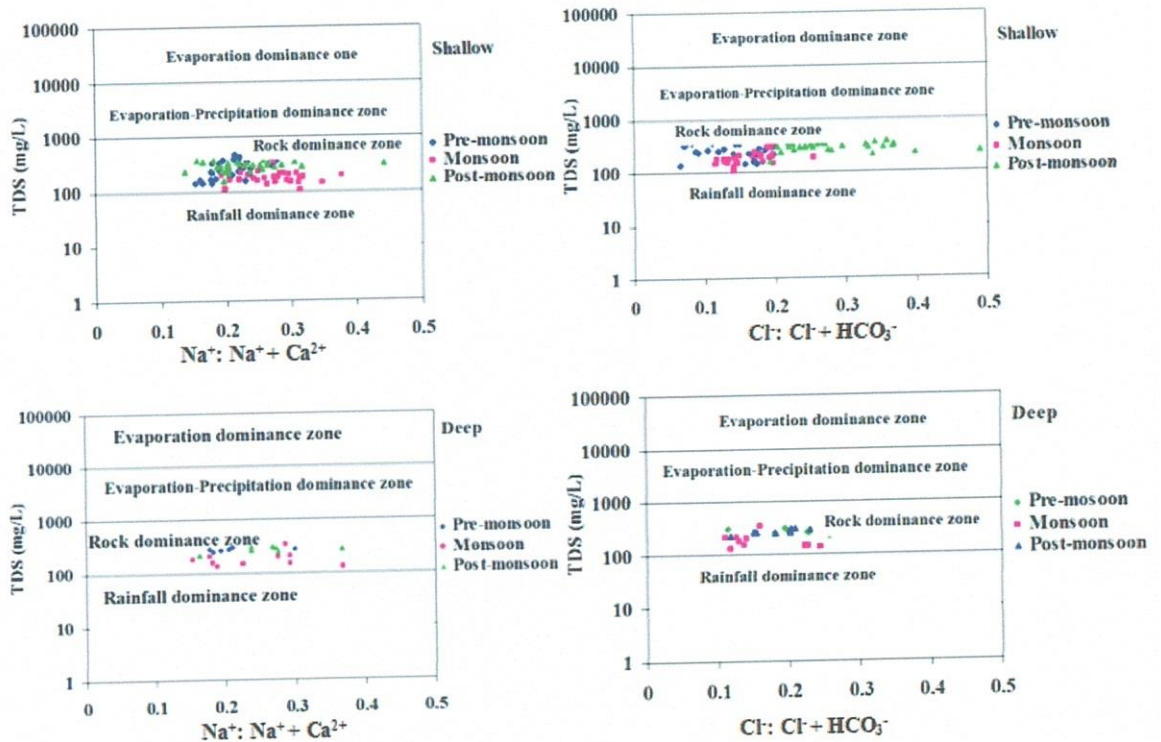 100000
10000
1000
100
10
1
TDS (mg/L)
Evaporation dominance one
Evaporation-Precipitation dominance zone
Rock dominance zone
Rainfall dominance zone
0 0.1 0.2 0.3 0.4 0.5
Na⁺: Na⁺ + Ca²⁺
Shallow
Pre-monsoon
Monsoon
Post-monsoon
100000
10000
1000
100
10
1
TDS (mg/L)
Evaporation dominance zone
Evaporation-Precipitation dominance zone
Rock dominance zone
Rainfall dominance zone
0 0.1 0.2 0.3 0.4 0.5
Cl⁻: Cl⁻ + HCO₃⁻
Shallow
Pre-monsoon
Monsoon
Post-monsoon
100000
10000
1000
100
10
1
TDS (mg/L)
Evaporation dominance zone
Evaporation-Precipitation dominance zone
Rock dominance zone
Rainfall dominance zone
0 0.1 0.2 0.3 0.4 0.5
Na⁺: Na⁺ + Ca²⁺
Deep
Pre-monsoon
Monsoon
Post-monsoon
100000
10000
1000
100
10
1
TDS (mg/L)
Evaporation dominance zone
Evaporation-Precipitation dominance zone
Rock dominance zone
Rainfall dominance zone
0 0.1 0.2 0.3 0.4 0.5
Cl⁻: Cl⁻ + HCO₃⁻
Deep
Pre-mosoon
Monsoon
Post-monsoon